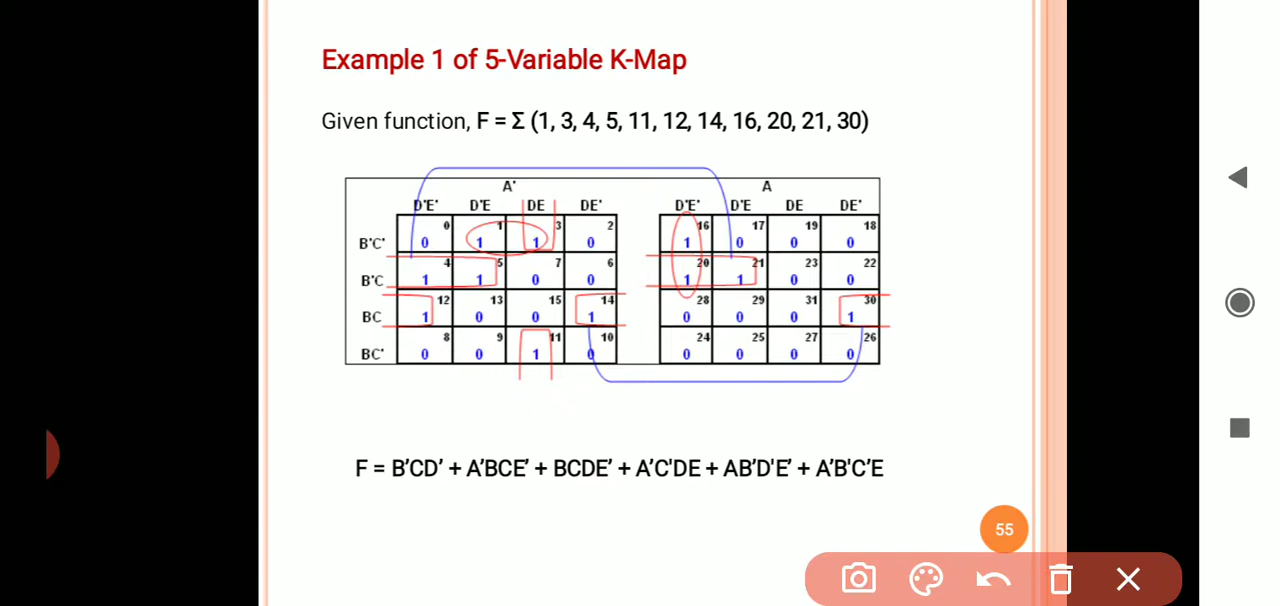 Example 1 of 5-Variable K-Map
Given function, F = Σ (1, 3, 4, 5, 11, 12, 14, 16, 20, 21, 30)
A' A
D'E' D'E DE DE' D'E' D'E DE DE'
0 1 3 2 16 17 19 18
B'C' 0 1 1 0 1 0 0 0
4 5 7 6 20 21 23 22
B'C 1 1 0 0 1 1 0 0
12 13 15 14 28 29 31 30
BC 1 0 0 1 0 0 0 1
8 9 11 10 24 25 27 26
BC' 0 0 1 0 0 0 0 0
F = B’CD’ + A’BCE’ + BCDE’ + A’C'DE + AB’D'E’ + A’B'C’E
55